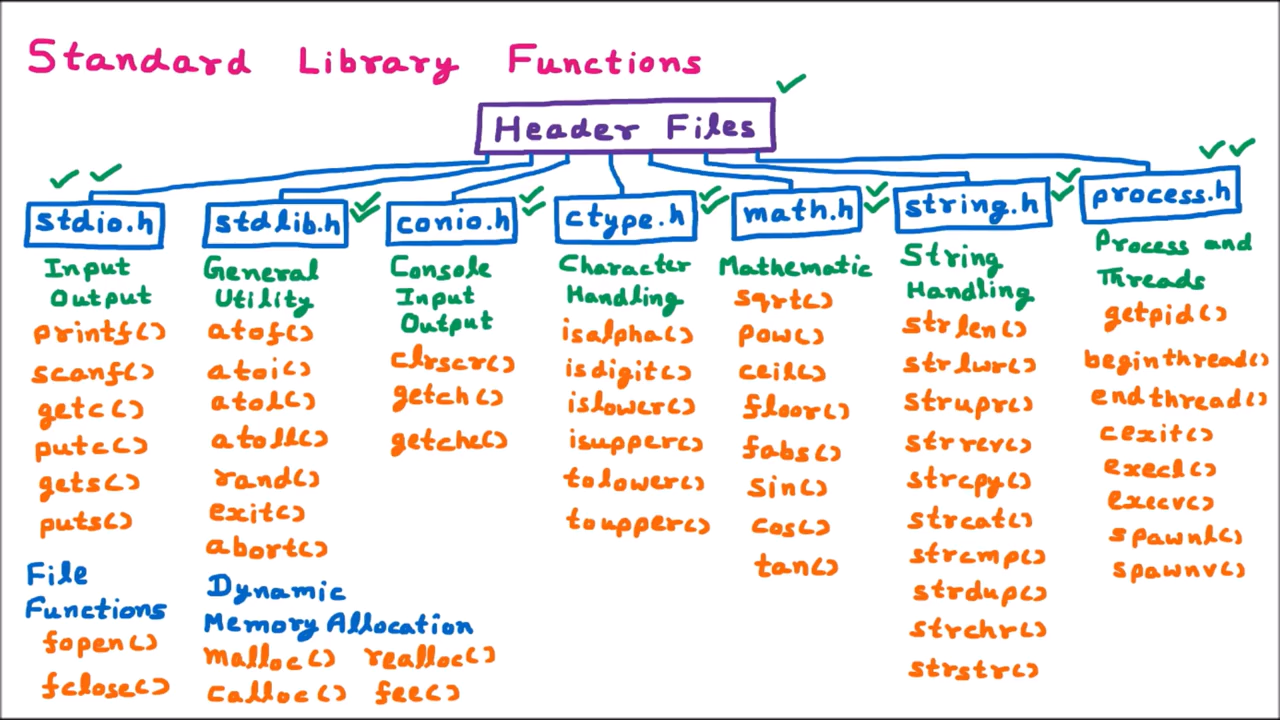 Standard Library Functions
Header Files
stdio.h
Input
Output
printf()
scanf()
getc()
putc()
gets()
puts()
File
Functions
fopen()
fclose()
stdlib.h
General
Utility
atof()
atoi()
atol()
atoll()
rand()
exit()
abort()
Dynamic
Memory Allocation
malloc() realloc()
calloc() fee()
conio.h
Console
Input
Output
clrscr()
getch()
getche()
ctype.h
Character
Handling
isalpha()
isdigit()
islower()
isupper()
tolower()
toupper()
math.h
Mathematic
sqrt()
pow()
ceil()
floor()
fabs()
sin()
cos()
tan()
string.h
String
Handling
strlen()
strlwr()
strupr()
strrev()
strcpy()
strcat()
strcmp()
strdup()
strchr()
strstr()
process.h
Process and
Threads
getpid()
beginthread()
endthread()
cexit()
execl()
execv()
spawnl()
spawnv()